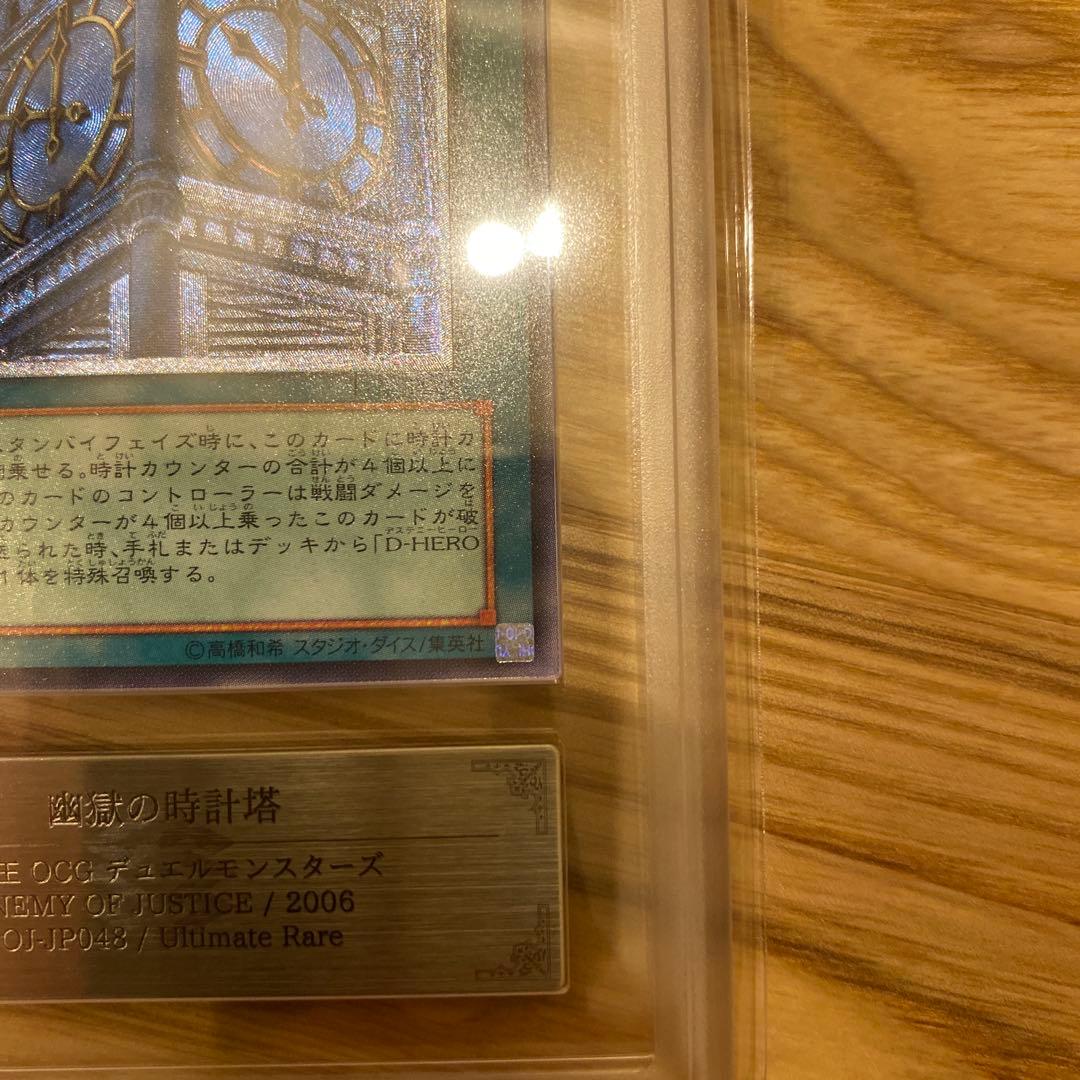 スタンバイフェイズ時に、このカードに時計カ
乗せる。時計カウンターの合計が4個以上に
のカードのコントローラーは戦闘ダメージを
カウンターが4個以上乗ったこのカードが破
られた時、手札またはデッキから「D-HERO
1体を特殊召喚する。
©高橋和希 スタジオ・ダイス/集英社
幽獄の時計塔
OCG デュエルモンスターズ
NEMY OF JUSTICE / 2006
OJ-JP048 / Ultimate Rare